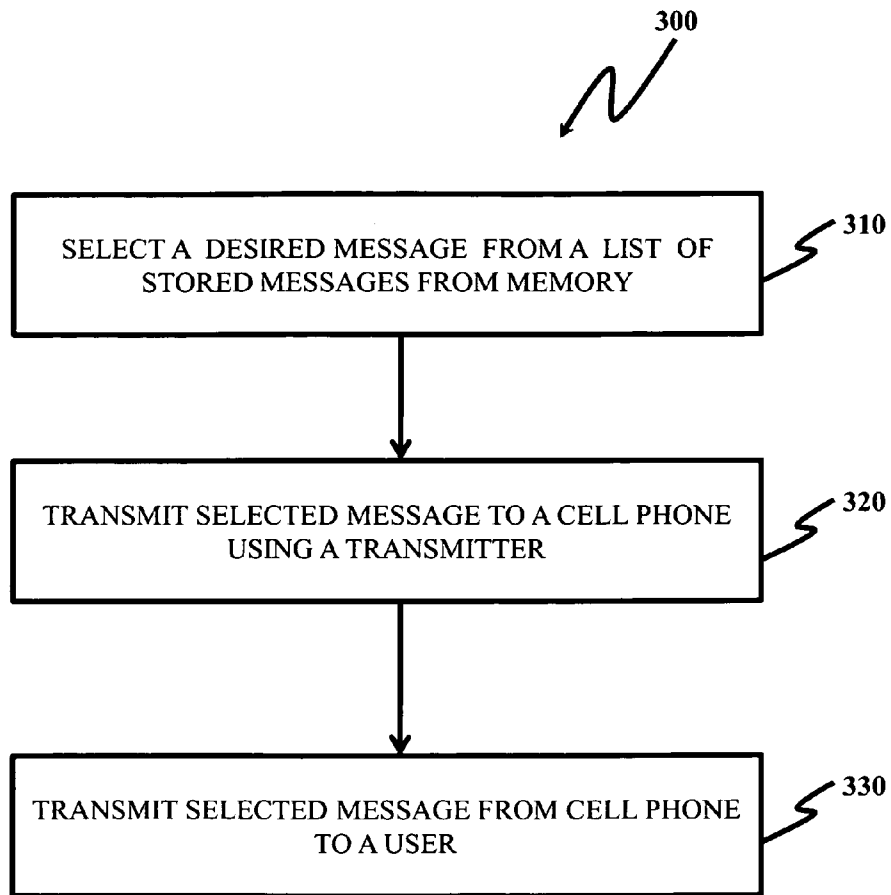 300
SELECT A DESIRED MESSAGE FROM A LIST OF
STORED MESSAGES FROM MEMORY
310
TRANSMIT SELECTED MESSAGE TO A CELL PHONE
USING A TRANSMITTER
320
TRANSMIT SELECTED MESSAGE FROM CELL PHONE
TO A USER
330